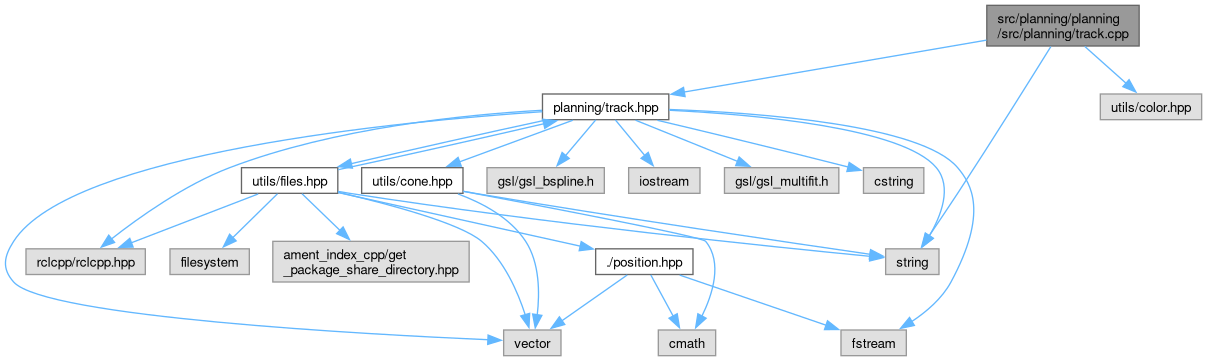 src/planning/planning
/src/planning/track.cpp
planning/track.hpp
utils/color.hpp
utils/files.hpp
utils/cone.hpp
gsl/gsl_bspline.h
iostream
gsl/gsl_multifit.h
cstring
rclcpp/rclcpp.hpp
filesystem
ament_index_cpp/get
_package_share_directory.hpp
./position.hpp
string
vector
cmath
fstream